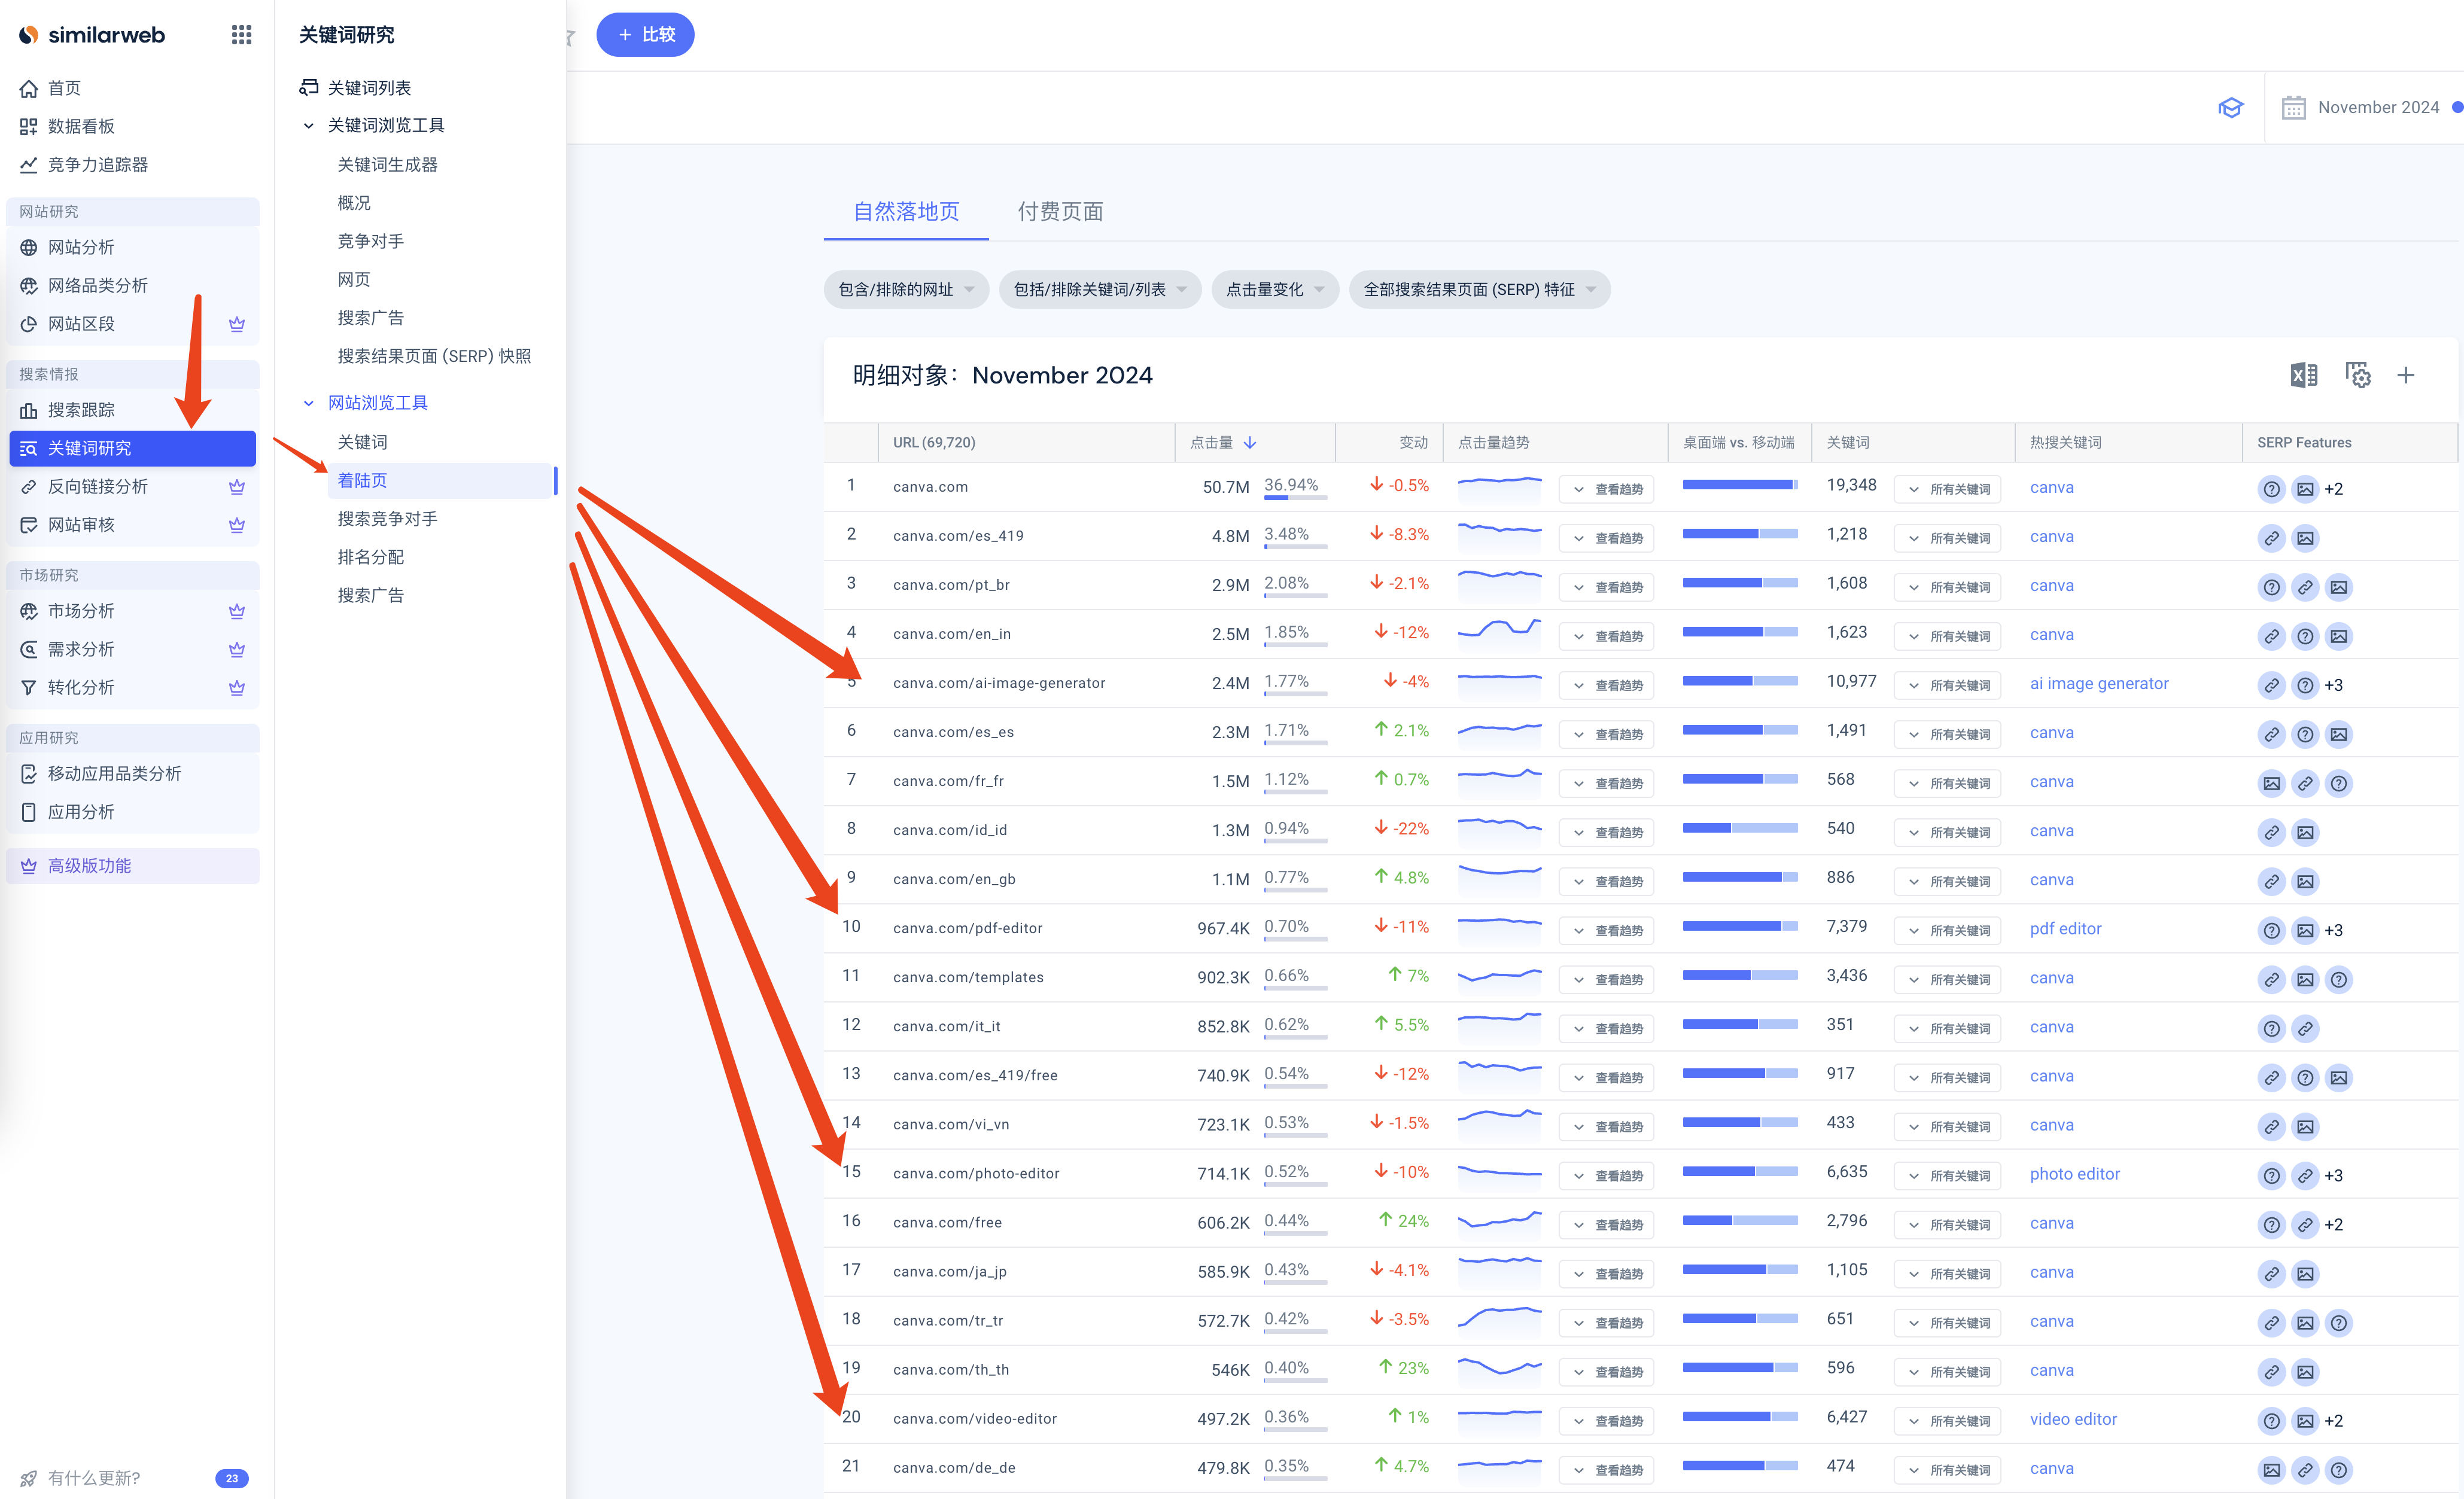 similarweb
首页
数据看板
竞争力追踪器
网站研究
网站分析
网络品类分析
网站区段
搜索情报
搜索跟踪
关键词研究
反向链接分析
网站审核
市场研究
市场分析
需求分析
转化分析
应用研究
移动应用品类分析
应用分析
高级版功能
有什么更新? 23
关键词研究
关键词列表
关键词浏览工具
关键词生成器
概况
竞争对手
网页
搜索广告
搜索结果页面 (SERP) 快照
网站浏览工具
关键词
着陆页
搜索竞争对手
排名分配
搜索广告
+ 比较
November 2024
自然落地页 付费页面
包含/排除的网址 包括/排除关键词/列表 点击量变化 全部搜索结果页面 (SERP) 特征
明细对象： November 2024
URL (69,720) 点击量 变动 点击量趋势 桌面端 vs. 移动端 关键词 热搜关键词 SERP Features
1 canva.com 50.7M 36.94% -0.5% 查看趋势 19,348 所有关键词 canva +2
2 canva.com/es_419 4.8M 3.48% -8.3% 查看趋势 1,218 所有关键词 canva
3 canva.com/pt_br 2.9M 2.08% -2.1% 查看趋势 1,608 所有关键词 canva
4 canva.com/en_in 2.5M 1.85% -12% 查看趋势 1,623 所有关键词 canva
5 canva.com/ai-image-generator 2.4M 1.77% -4% 查看趋势 10,977 所有关键词 ai image generator +3
6 canva.com/es_es 2.3M 1.71% 2.1% 查看趋势 1,491 所有关键词 canva
7 canva.com/fr_fr 1.5M 1.12% 0.7% 查看趋势 568 所有关键词 canva
8 canva.com/id_id 1.3M 0.94% -22% 查看趋势 540 所有关键词 canva
9 canva.com/en_gb 1.1M 0.77% 4.8% 查看趋势 886 所有关键词 canva
10 canva.com/pdf-editor 967.4K 0.70% -11% 查看趋势 7,379 所有关键词 pdf editor +3
11 canva.com/templates 902.3K 0.66% 7% 查看趋势 3,436 所有关键词 canva
12 canva.com/it_it 852.8K 0.62% 5.5% 查看趋势 351 所有关键词 canva
13 canva.com/es_419/free 740.9K 0.54% -12% 查看趋势 917 所有关键词 canva
14 canva.com/vi_vn 723.1K 0.53% -1.5% 查看趋势 433 所有关键词 canva
15 canva.com/photo-editor 714.1K 0.52% -10% 查看趋势 6,635 所有关键词 photo editor +3
16 canva.com/free 606.2K 0.44% 24% 查看趋势 2,796 所有关键词 canva +2
17 canva.com/ja_jp 585.9K 0.43% -4.1% 查看趋势 1,105 所有关键词 canva
18 canva.com/tr_tr 572.7K 0.42% -3.5% 查看趋势 651 所有关键词 canva
19 canva.com/th_th 546K 0.40% 23% 查看趋势 596 所有关键词 canva
20 canva.com/video-editor 497.2K 0.36% 1% 查看趋势 6,427 所有关键词 video editor +2
21 canva.com/de_de 479.8K 0.35% 4.7% 查看趋势 474 所有关键词 canva